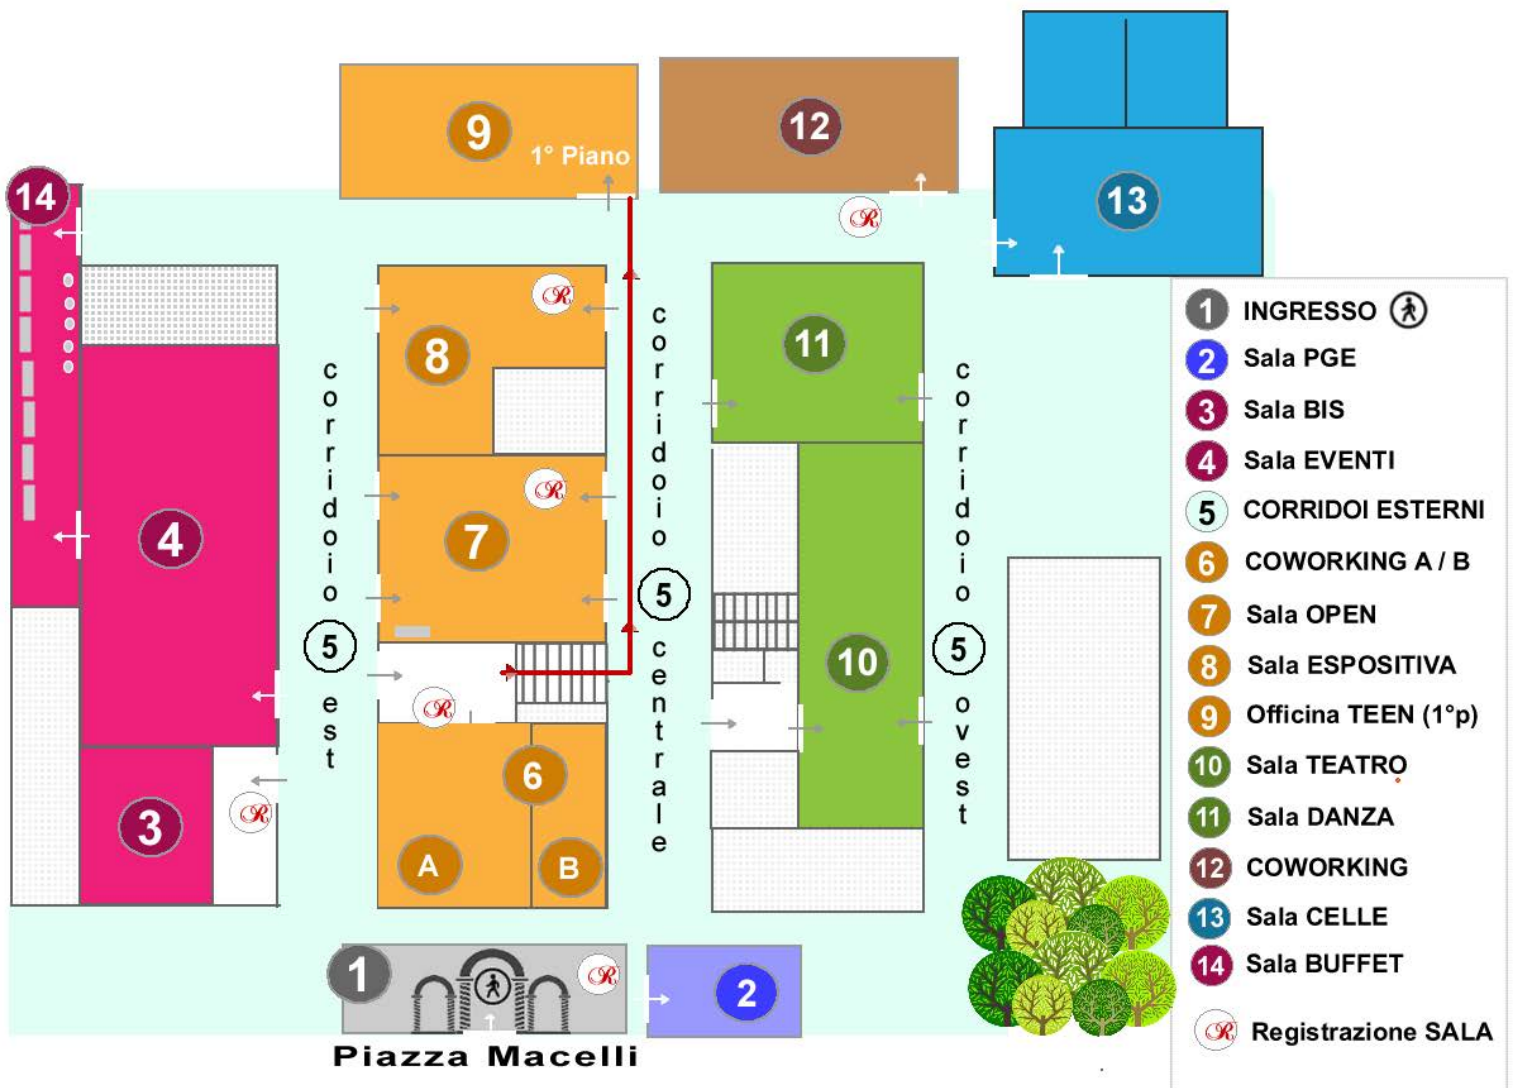 9
1° Piano
12
13
14
8
11
4
7
10
3
6
A
B
corridoio
5
est
corridoio
5
centrale
corridoio
5
ovest
R
R
R
R
R
R
1
2
Piazza Macelli
1 INGRESSO
2 Sala PGE
3 Sala BIS
4 Sala EVENTI
5 CORRIDOI ESTERNI
6 COWORKING A / B
7 Sala OPEN
8 Sala ESPOSITIVA
9 Officina TEEN (1°p)
10 Sala TEATRO
11 Sala DANZA
12 COWORKING
13 Sala CELLE
14 Sala BUFFET
R Registrazione SALA